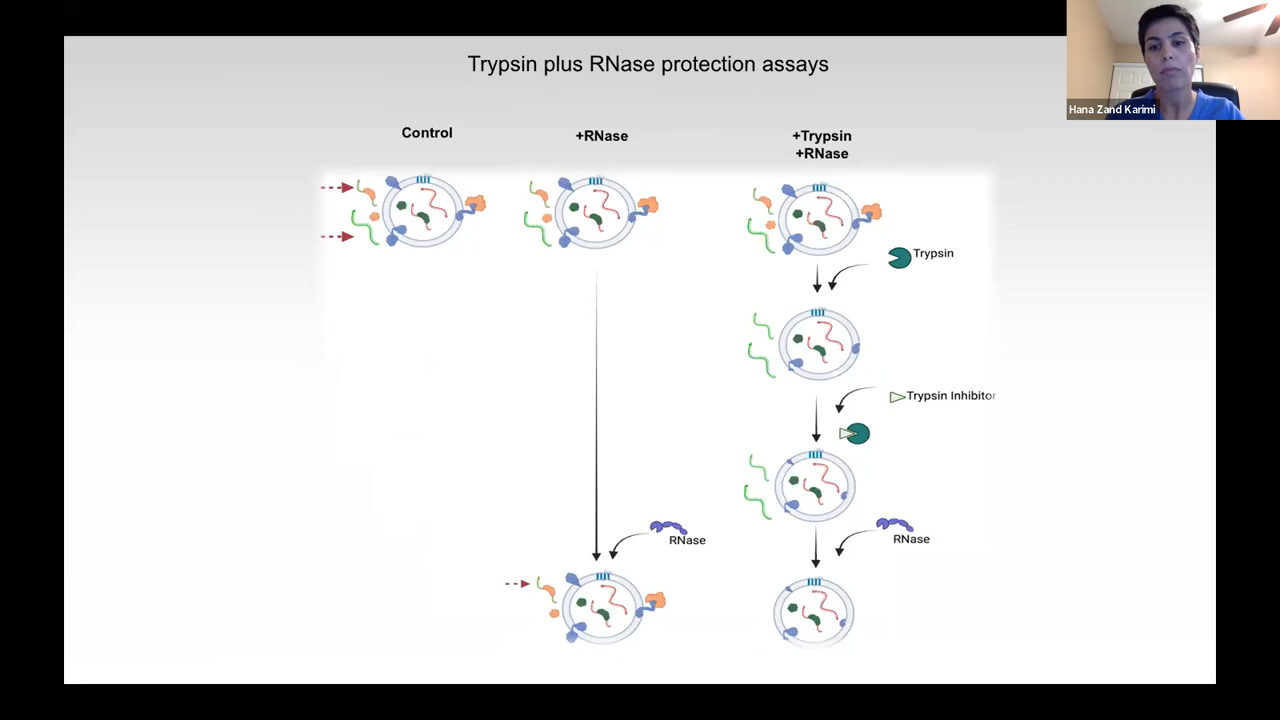 Hana Zand Karimi
Trypsin plus RNase protection assays
Control
+RNase
+Trypsin
+RNase
Trypsin
Trypsin Inhibitor
RNase
RNase